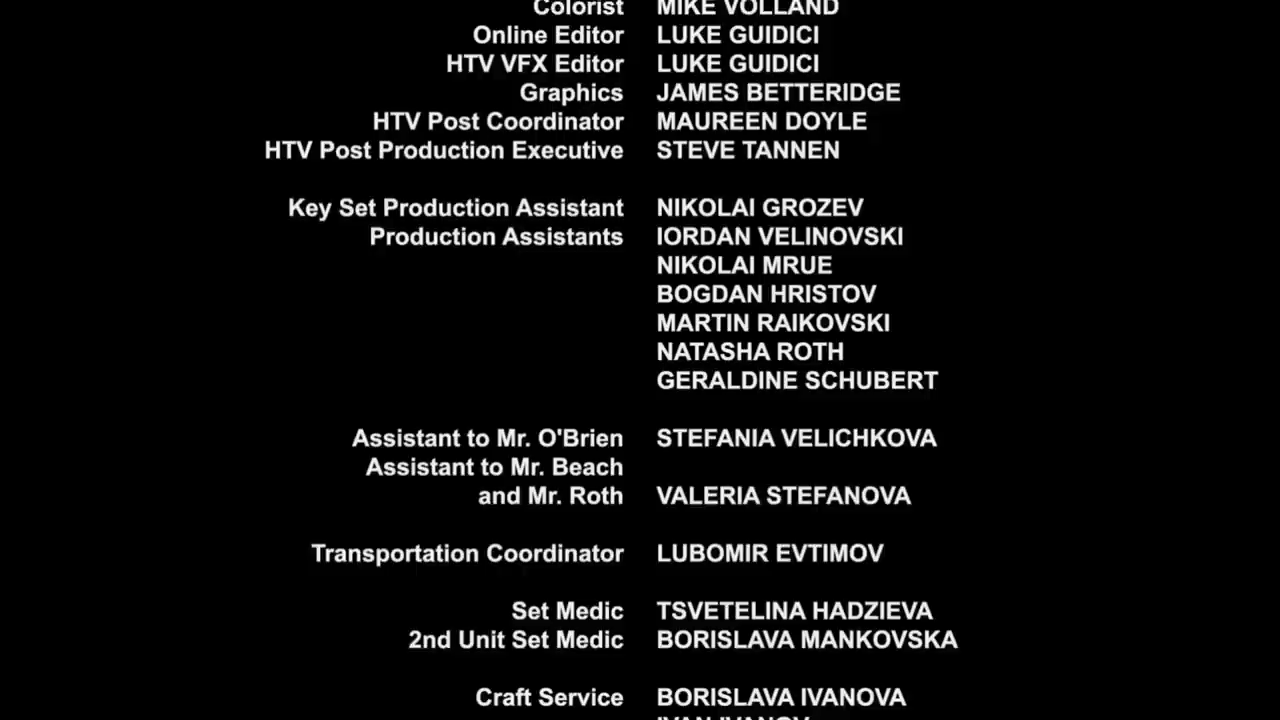 Colorist MIKE VOLLAND
Online Editor LUKE GUIDICI
HTV VFX Editor LUKE GUIDICI
Graphics JAMES BETTERIDGE
HTV Post Coordinator MAUREEN DOYLE
HTV Post Production Executive STEVE TANNEN
Key Set Production Assistant NIKOLAI GROZEV
Production Assistants IORDAN VELINOVSKI
NIKOLAI MRUE
BOGDAN HRISTOV
MARTIN RAIKOVSKI
NATASHA ROTH
GERALDINE SCHUBERT
Assistant to Mr. O'Brien STEFANIA VELICHKOVA
Assistant to Mr. Beach
and Mr. Roth VALERIA STEFANOVA
Transportation Coordinator LUBOMIR EVTIMOV
Set Medic TSVETELINA HADZIEVA
2nd Unit Set Medic BORISLAVA MANKOVSKA
Craft Service BORISLAVA IVANOVA
IVAN IVANOV